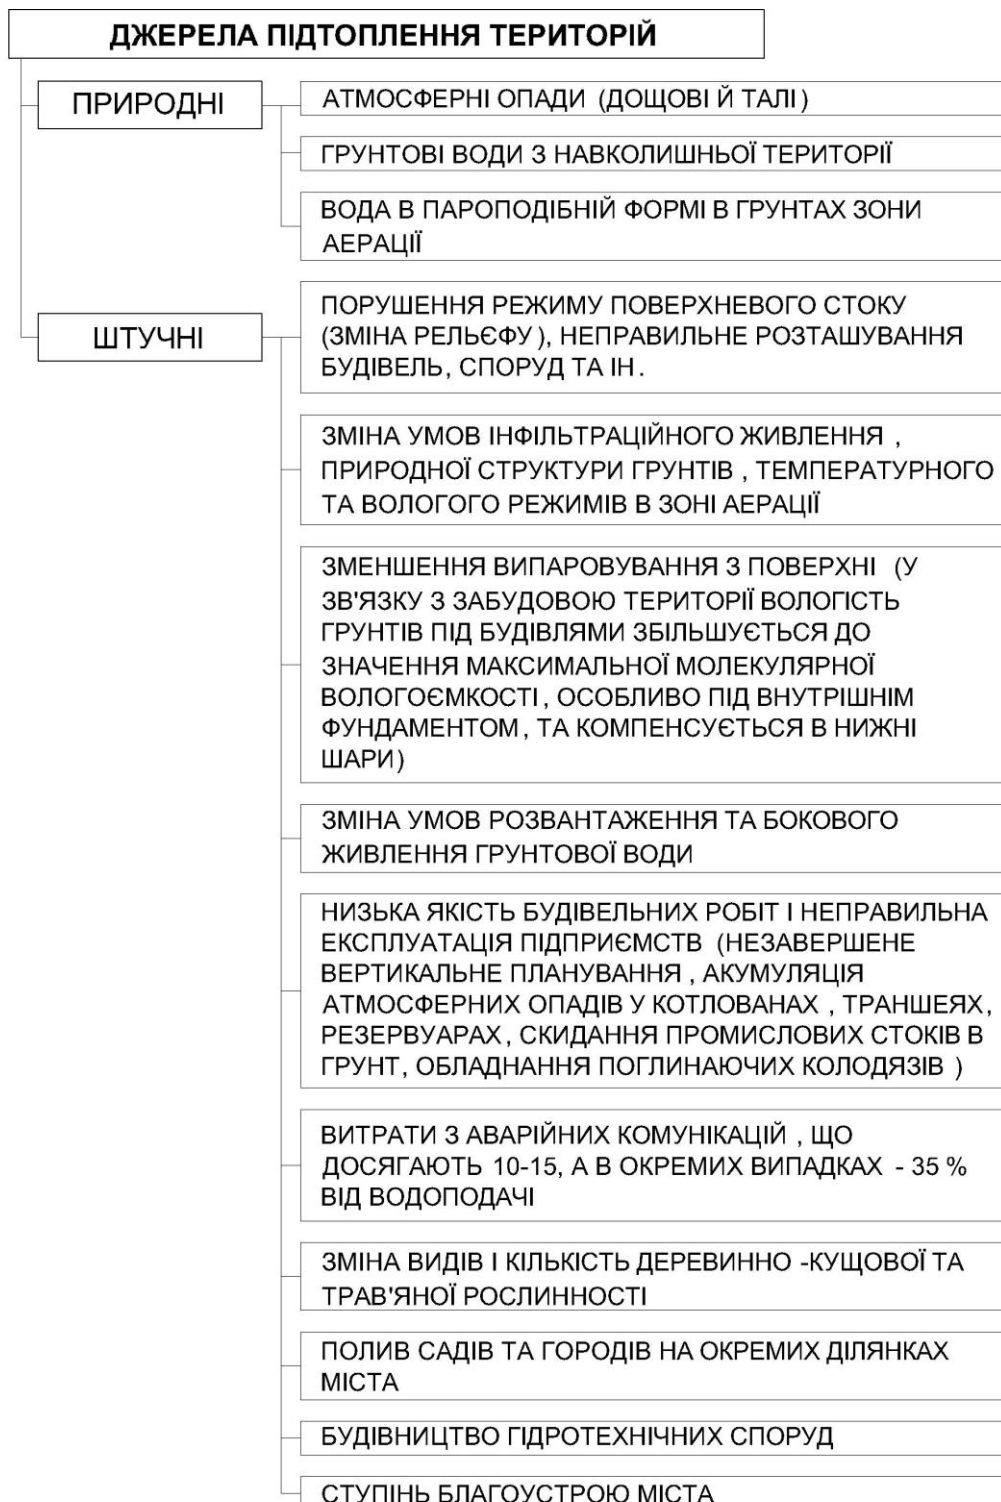 ДЖЕРЕЛА ПІДТОПЛЕННЯ ТЕРИТОРІЙ
ПРИРОДНІ
АТМОСФЕРНІ ОПАДИ (ДОЩОВІ Й ТАЛІ)
ГРУНТОВІ ВОДИ З НАВКОЛИШНЬОЇ ТЕРИТОРІЇ
ВОДА В ПАРОПОДІБНІЙ ФОРМІ В ГРУНТАХ ЗОНИ
АЕРАЦІЇ
ШТУЧНІ
ПОРУШЕННЯ РЕЖИМУ ПОВЕРХНЕВОГО СТОКУ
(ЗМІНА РЕЛЬЄФУ), НЕПРАВИЛЬНЕ РОЗТАШУВАННЯ
БУДІВЕЛЬ, СПОРУД ТА ІН.
ЗМІНА УМОВ ІНФІЛЬТРАЦІЙНОГО ЖИВЛЕННЯ ,
ПРИРОДНОЇ СТРУКТУРИ ГРУНТІВ , ТЕМПЕРАТУРНОГО
ТА ВОЛОГОГО РЕЖИМІВ В ЗОНІ АЕРАЦІЇ
ЗМЕНШЕННЯ ВИПАРОВУВАННЯ З ПОВЕРХНІ (У
ЗВ'ЯЗКУ З ЗАБУДОВОЮ ТЕРИТОРІЇ ВОЛОГІСТЬ
ГРУНТІВ ПІД БУДІВЛЯМИ ЗБІЛЬШУЄТЬСЯ ДО
ЗНАЧЕННЯ МАКСИМАЛЬНОЇ МОЛЕКУЛЯРНОЇ
ВОЛОГОЄМКОСТІ, ОСОБЛИВО ПІД ВНУТРІШНІМ
ФУНДАМЕНТОМ, ТА КОМПЕНСУЄТЬСЯ В НИЖНІ
ШАРИ)
ЗМІНА УМОВ РОЗВАНТАЖЕННЯ ТА БОКОВОГО
ЖИВЛЕННЯ ГРУНТОВОЇ ВОДИ
НИЗЬКА ЯКІСТЬ БУДІВЕЛЬНИХ РОБІТ І НЕПРАВИЛЬНА
ЕКСПЛУАТАЦІЯ ПІДПРИЄМСТВ (НЕЗАВЕРШЕНЕ
ВЕРТИКАЛЬНЕ ПЛАНУВАННЯ , АКУМУЛЯЦІЯ
АТМОСФЕРНИХ ОПАДІВ У КОТЛОВАНАХ , ТРАНШЕЯХ,
РЕЗЕРВУАРАХ, СКИДАННЯ ПРОМИСЛОВИХ СТОКІВ В
ГРУНТ, ОБЛАДНАННЯ ПОГЛИНАЮЧИХ КОЛОДЯЗІВ )
ВИТРАТИ З АВАРІЙНИХ КОМУНІКАЦІЙ , ЩО
ДОСЯГАЮТЬ 10-15, А В ОКРЕМИХ ВИПАДКАХ - 35 %
ВІД ВОДОПОДАЧІ
ЗМІНА ВИДІВ І КІЛЬКІСТЬ ДЕРЕВИННО -КУЩОВОЇ ТА
ТРАВ'ЯНОЇ РОСЛИННОСТІ
ПОЛИВ САДІВ ТА ГОРОДІВ НА ОКРЕМИХ ДІЛЯНКАХ
МІСТА
БУДІВНИЦТВО ГІДРОТЕХНІЧНИХ СПОРУД
СТУПІНЬ БЛАГОУСТРОЮ МІСТА